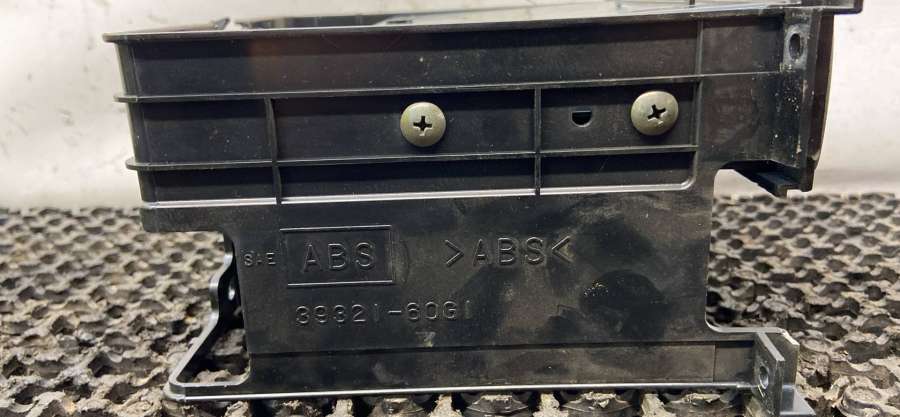 SAE ABS >ABS<
39321-60G1